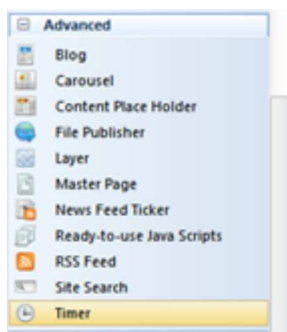 Advanced
Blog
Carousel
Content Place Holder
File Publisher
Layer
Master Page
News Feed Ticker
Ready-to-use Java Scripts
RSS Feed
Site Search
Timer